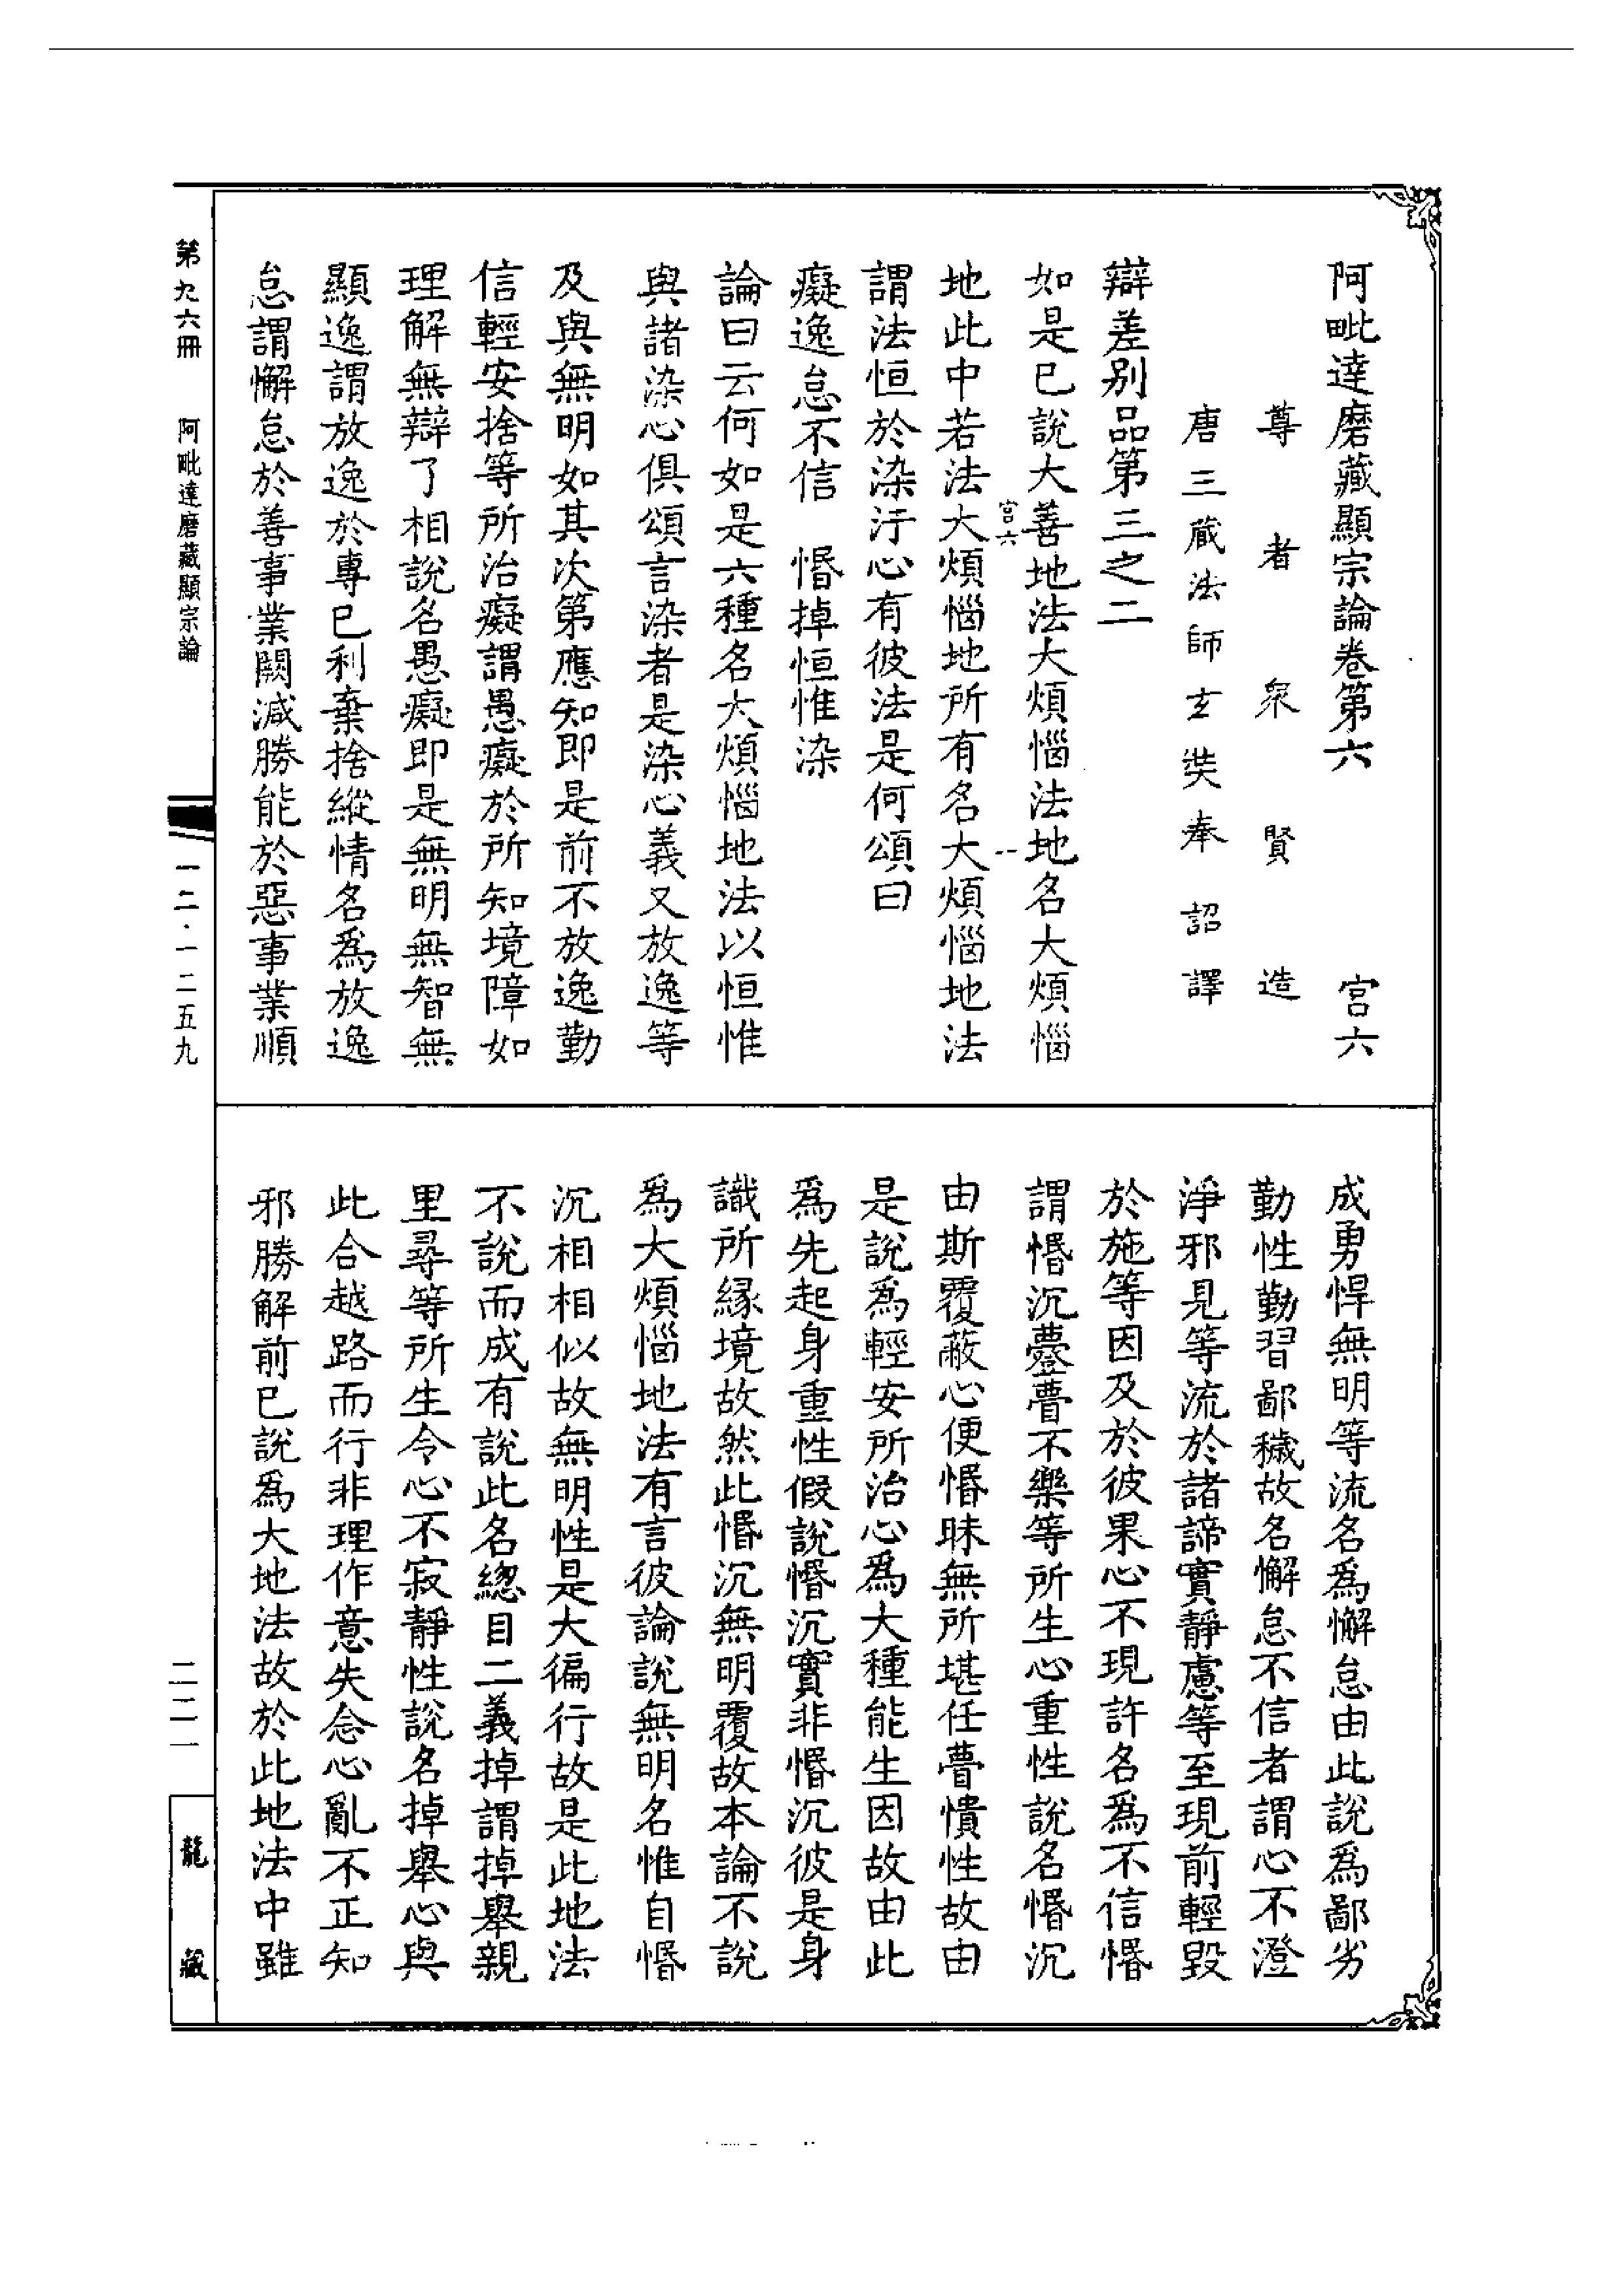 阿毗達磨藏顯宗論卷第六　宮六
尊者衆賢造
唐三藏法師玄奘奉詔譯
辯差别品第三之二
如是已說大善地法大煩惱法地名大煩惱
宮六　一
地此中若法大煩惱地所有名大煩惱地法
謂法恒於染汙心有彼法是何頌曰
癡逸怠不信　惛掉恒惟染
論曰云何如是六種名大煩惱地法以恒惟
與諸染心俱頌言染者是染心義又放逸等
及與無明如其次第應知即是前不放逸勤
信輕安捨等所治癡謂愚癡於所知境障如
理解無辯了相說名愚癡即是無明無智無
顯逸謂放逸於專已利棄捨縱情名爲放逸
怠謂懈怠於善事業闕減勝能於惡事業順
成勇悍無明等流名爲懈怠由此說爲鄙劣
勤性勤習鄙穢故名懈怠不信者謂心不澄
淨邪見等流於諸諦實靜慮等至現前輕毀
於施等因及於彼果心不現許名爲不信惛
謂惛沉懵瞢不樂等所生心重性說名惛沉
由斯覆蔽心便惛昧無所堪任瞢憒性故由
是說爲輕安所治心爲大種能生因故由此
爲先起身重性假說惛沉實非惛沉彼是身
識所緣境故然此惛沉無明覆故本論不說
爲大煩惱地法有言彼論說無明名惟自惛
沉相相似故無明性是大徧行故是此地法
不說而成有說此名緫目二義掉謂掉舉親
里尋等所生令心不寂靜性說名掉舉心與
此合越路而行非理作意失念心亂不正知
邪勝解前已說爲大地法故於此地法中雖
第九六冊　阿毗達磨藏顯宗論
一二·一二五九
二二一
龍藏